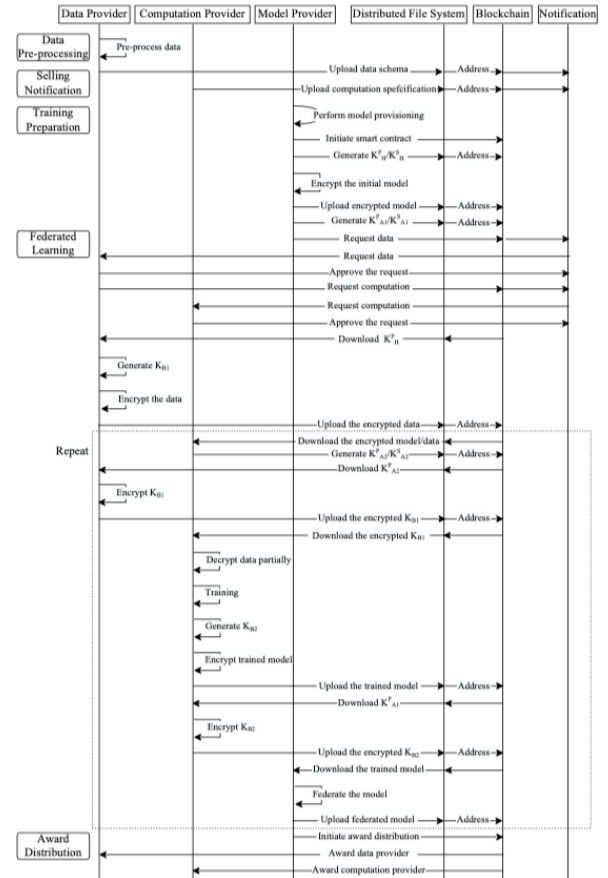 Data Provider Computation Provider Model Provider Distributed File System Blockchain Notification
Data
Pre-processing
Pre-process data
Upload data schema Address
Selling
Notification
Upload computation spefcification Address
Training
Preparation
Perform model provisioning
Initiate smart contract
Generate K^P_H/K^S_H Address
Encrypt the initial model
Upload encrypted model Address
Generate K^P_A1/K^S_A1 Address
Federated
Learning
Request data
Request data
Approve the request
Request computation
Request computation
Approve the request
Download K^P_H
Generate K_B1
Encrypt the data
Upload the encrypted data Address
Repeat
Download the encrypted model/data
Generate K^P_A2/K^S_A2 Address
Download K^P_A2
Encrypt K_B1
Upload the encrypted K_B1 Address
Download the encrypted K_B1
Decrypt data partially
Training
Generate K_B2
Encrypt trained model
Upload the trained model Address
Download K^P_A1
Encrypt K_B2
Upload the encrypted K_B2 Address
Download the trained model
Federate the model
Upload federated model Address
Award
Distribution
Initiate award distribution
Award data provider
Award computation provider